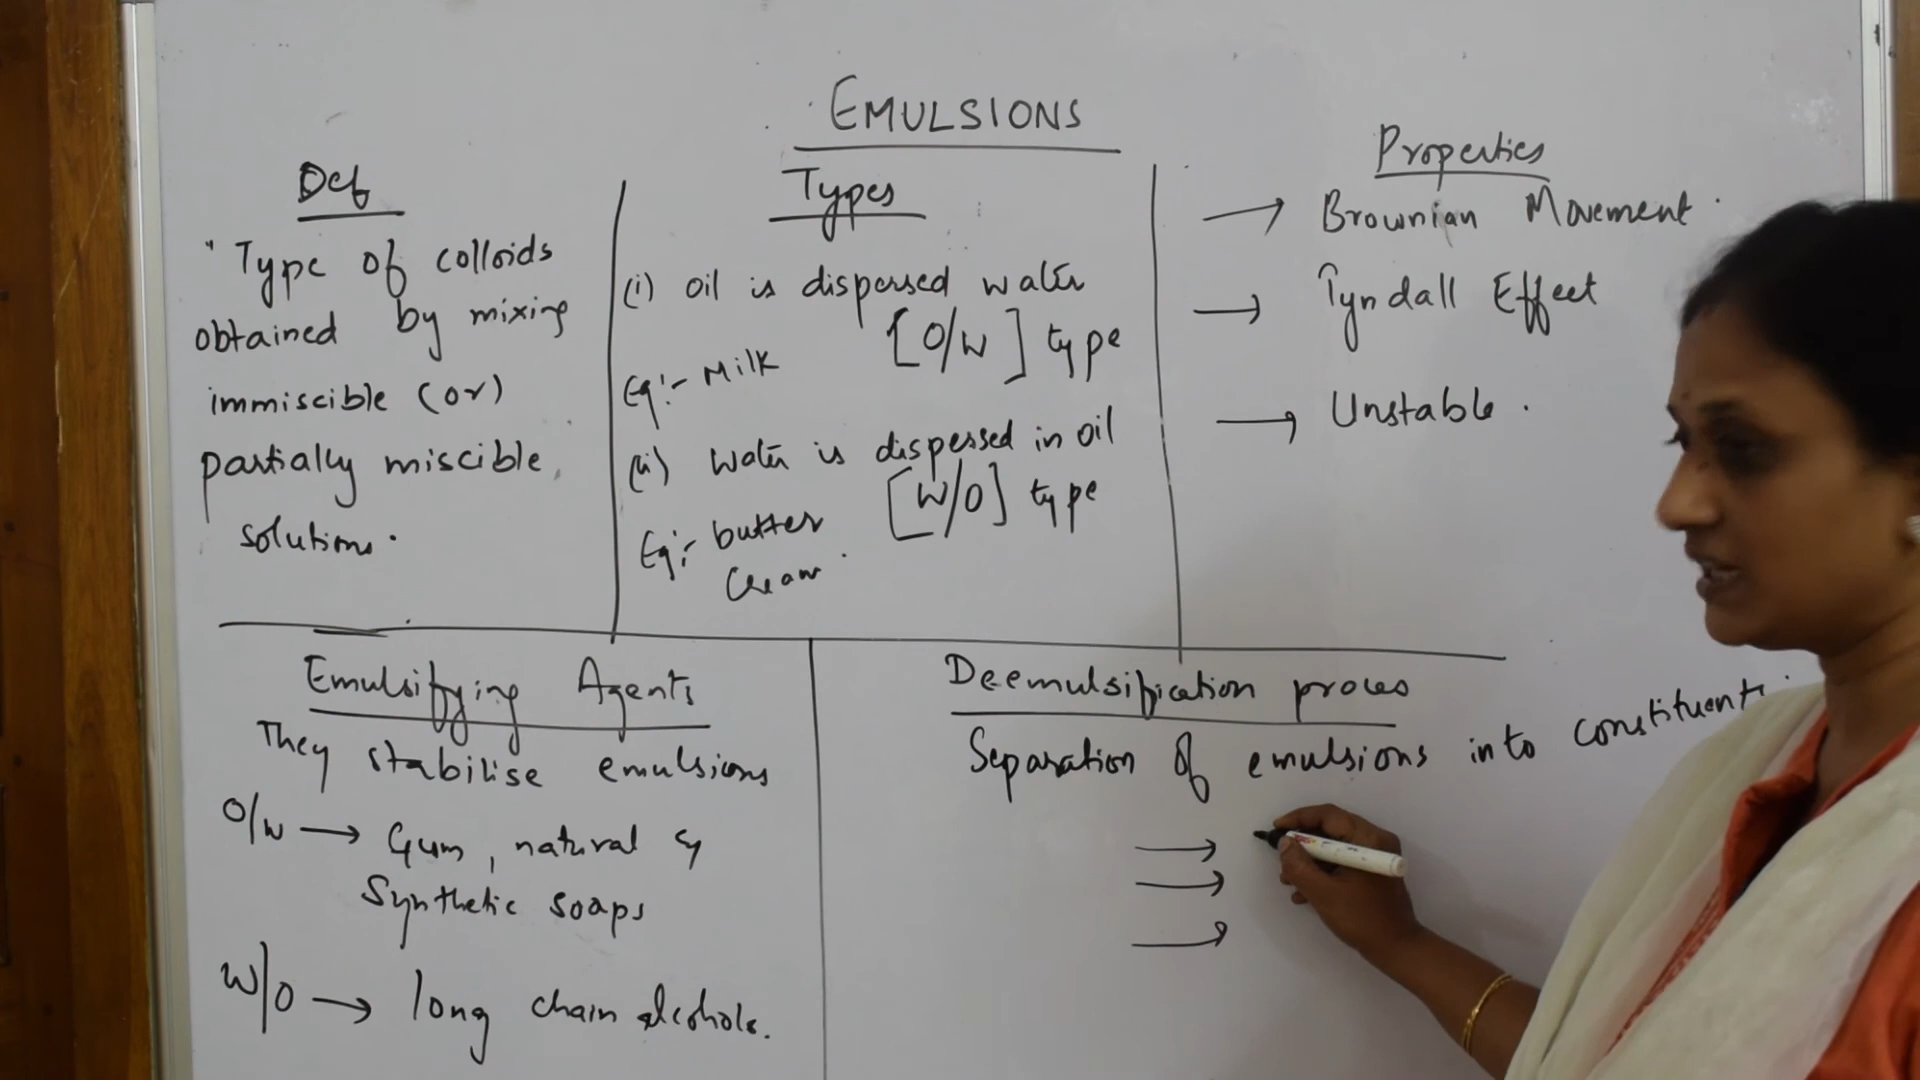 EMULSIONS
Def
"Type of colloids
obtained by mixing
immiscible (or)
partially miscible
solutions.
Types
(i) oil is dispersed water
[O/W] type
Eg:- Milk
(ii) water is dispersed in oil
[W/O] type
Eg:- butter
Cream.
Properties
→ Brownian Movement.
→ Tyndall Effect
→ Unstable.
Emulsifying Agents
They stabilise emulsions
O/W → Gum, natural &
Synthetic soaps
W/O → long chain alcohols.
Deemulsification process
Separation of emulsions into constituents.
→
→
→